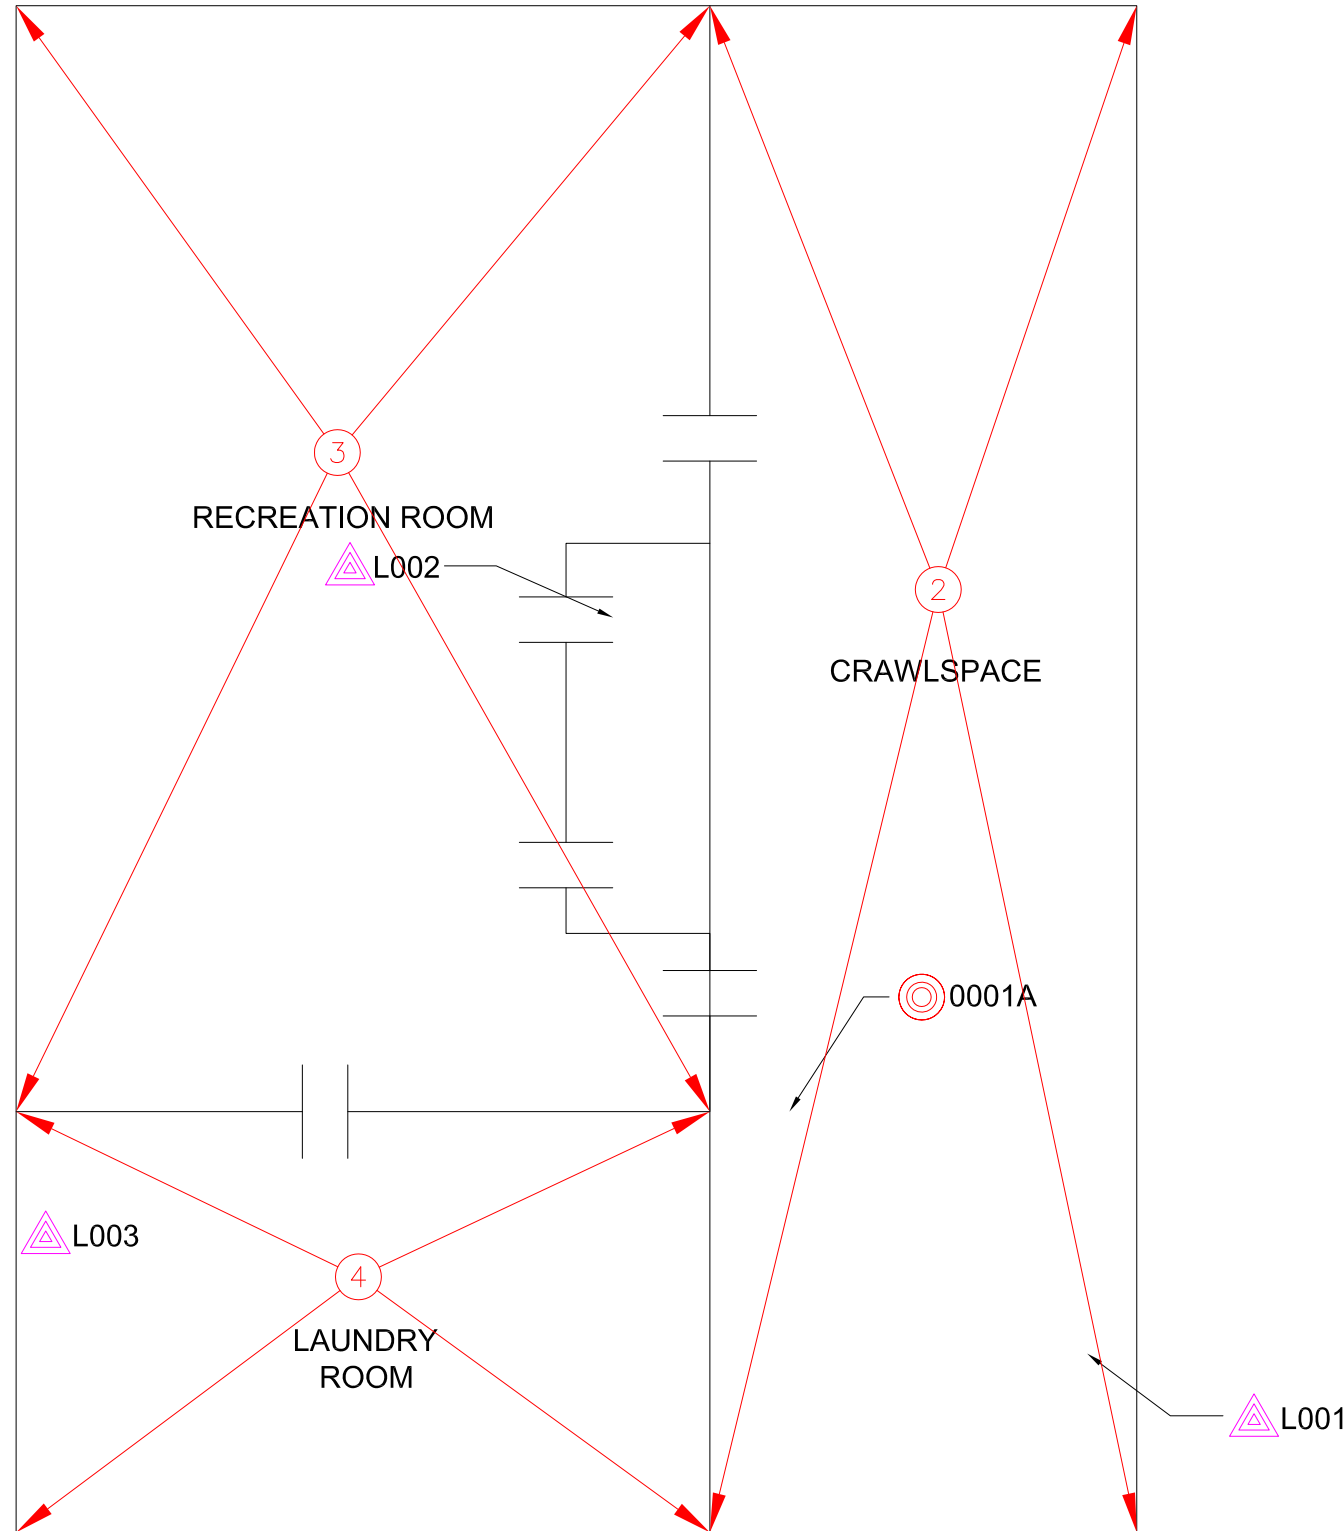 3
RECREATION ROOM
L002
2
CRAWLSPACE
0001A
L003
4
LAUNDRY
ROOM
L001